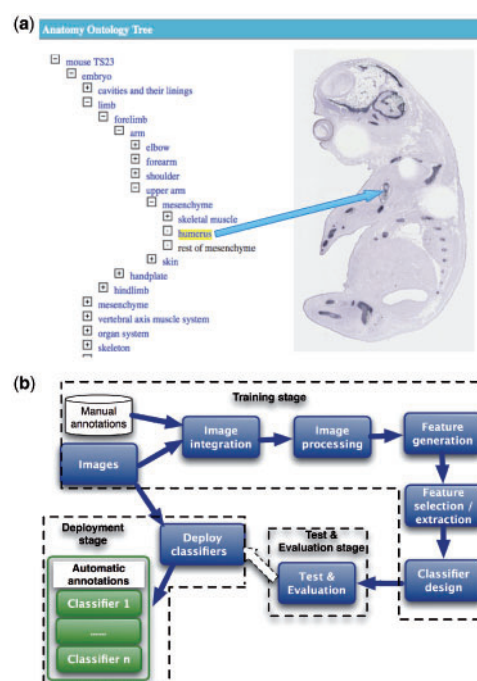 (a)
Anatomy Ontology Tree
mouse TS23
embryo
cavities and their linings
limb
forelimb
arm
elbow
forearm
shoulder
upper arm
mesenchyme
skeletal muscle
humerus
rest of mesenchyme
skin
handplate
hindlimb
mesenchyme
vertebral axis muscle system
organ system
skeleton
(b)
Training stage
Manual
annotations
Images
Image
integration
Image
processing
Feature
generation
Feature
selection /
extraction
Classifier
design
Test &
Evaluation stage
Test &
Evaluation
Deployment
stage
Deploy
classifiers
Automatic
annotations
Classifier 1
......
Classifier n